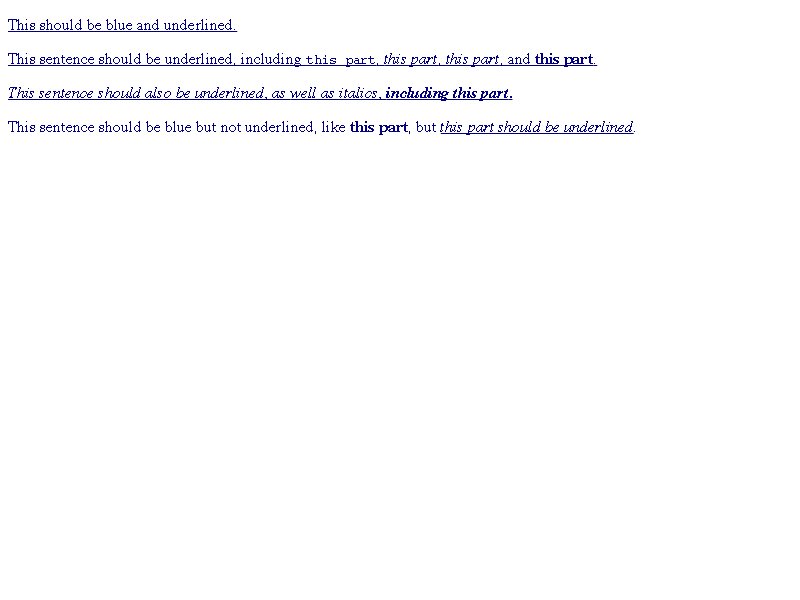 This should be blue and underlined.
This sentence should be underlined, including this part, this part, this part, and this part.
This sentence should also be underlined, as well as italics, including this part.
This sentence should be blue but not underlined, like this part, but this part should be underlined.